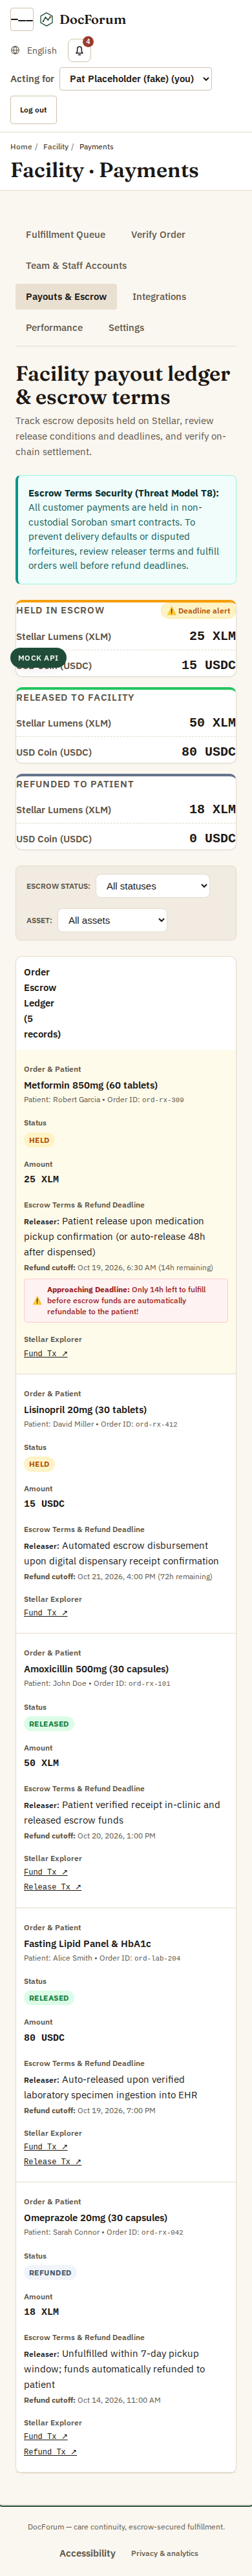 DocForum
English
4
Acting for Pat Placeholder (fake) (you)
Log out
Home / Facility / Payments
Facility · Payments
Fulfillment Queue Verify Order
Team & Staff Accounts
Payouts & Escrow Integrations
Performance Settings
Facility payout ledger
& escrow terms
Track escrow deposits held on Stellar, review
release conditions and deadlines, and verify on-
chain settlement.
Escrow Terms Security (Threat Model T8):
All customer payments are held in non-
custodial Soroban smart contracts. To
prevent delivery defaults or disputed
forfeitures, review releaser terms and fulfill
orders well before refund deadlines.
HELD IN ESCROW ⚠️ Deadline alert
Stellar Lumens (XLM) 25 XLM
MOCK API
(USDC) 15 USDC
RELEASED TO FACILITY
Stellar Lumens (XLM) 50 XLM
USD Coin (USDC) 80 USDC
REFUNDED TO PATIENT
Stellar Lumens (XLM) 18 XLM
USD Coin (USDC) 0 USDC
ESCROW STATUS: All statuses
ASSET: All assets
Order
Escrow
Ledger
(5
records)
Order & Patient
Metformin 850mg (60 tablets)
Patient: Robert Garcia • Order ID: ord-rx-309
Status
HELD
Amount
25 XLM
Escrow Terms & Refund Deadline
Releaser: Patient release upon medication
pickup confirmation (or auto-release 48h
after dispensed)
Refund cutoff: Oct 19, 2026, 6:30 AM (14h remaining)
⚠️ Approaching Deadline: Only 14h left to fulfill
before escrow funds are automatically
refundable to the patient!
Stellar Explorer
Fund Tx ↗
Order & Patient
Lisinopril 20mg (30 tablets)
Patient: David Miller • Order ID: ord-rx-412
Status
HELD
Amount
15 USDC
Escrow Terms & Refund Deadline
Releaser: Automated escrow disbursement
upon digital dispensary receipt confirmation
Refund cutoff: Oct 21, 2026, 4:00 PM (72h remaining)
Stellar Explorer
Fund Tx ↗
Order & Patient
Amoxicillin 500mg (30 capsules)
Patient: John Doe • Order ID: ord-rx-101
Status
RELEASED
Amount
50 XLM
Escrow Terms & Refund Deadline
Releaser: Patient verified receipt in-clinic and
released escrow funds
Refund cutoff: Oct 20, 2026, 1:00 PM
Stellar Explorer
Fund Tx ↗
Release Tx ↗
Order & Patient
Fasting Lipid Panel & HbA1c
Patient: Alice Smith • Order ID: ord-lab-204
Status
RELEASED
Amount
80 USDC
Escrow Terms & Refund Deadline
Releaser: Auto-released upon verified
laboratory specimen ingestion into EHR
Refund cutoff: Oct 19, 2026, 7:00 PM
Stellar Explorer
Fund Tx ↗
Release Tx ↗
Order & Patient
Omeprazole 20mg (30 capsules)
Patient: Sarah Connor • Order ID: ord-rx-042
Status
REFUNDED
Amount
18 XLM
Escrow Terms & Refund Deadline
Releaser: Unfulfilled within 7-day pickup
window; funds automatically refunded to
patient
Refund cutoff: Oct 14, 2026, 11:00 AM
Stellar Explorer
Fund Tx ↗
Refund Tx ↗
DocForum — care continuity, escrow-secured fulfillment.
Accessibility Privacy & analytics